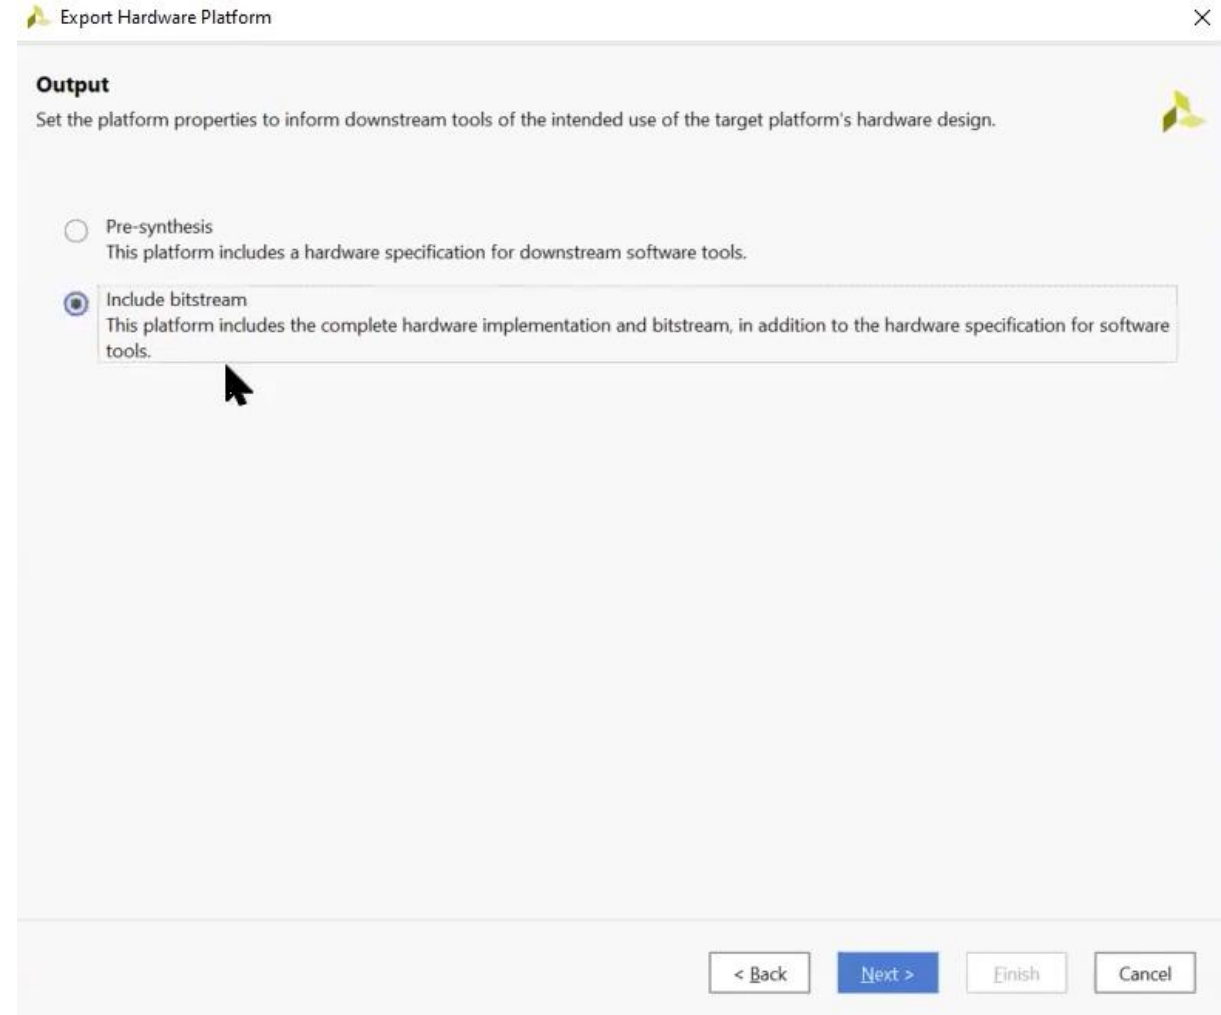 Export Hardware Platform
Output
Set the platform properties to inform downstream tools of the intended use of the target platform's hardware design.
Pre-synthesis
This platform includes a hardware specification for downstream software tools.
Include bitstream
This platform includes the complete hardware implementation and bitstream, in addition to the hardware specification for software
tools.
< Back Next > Finish Cancel